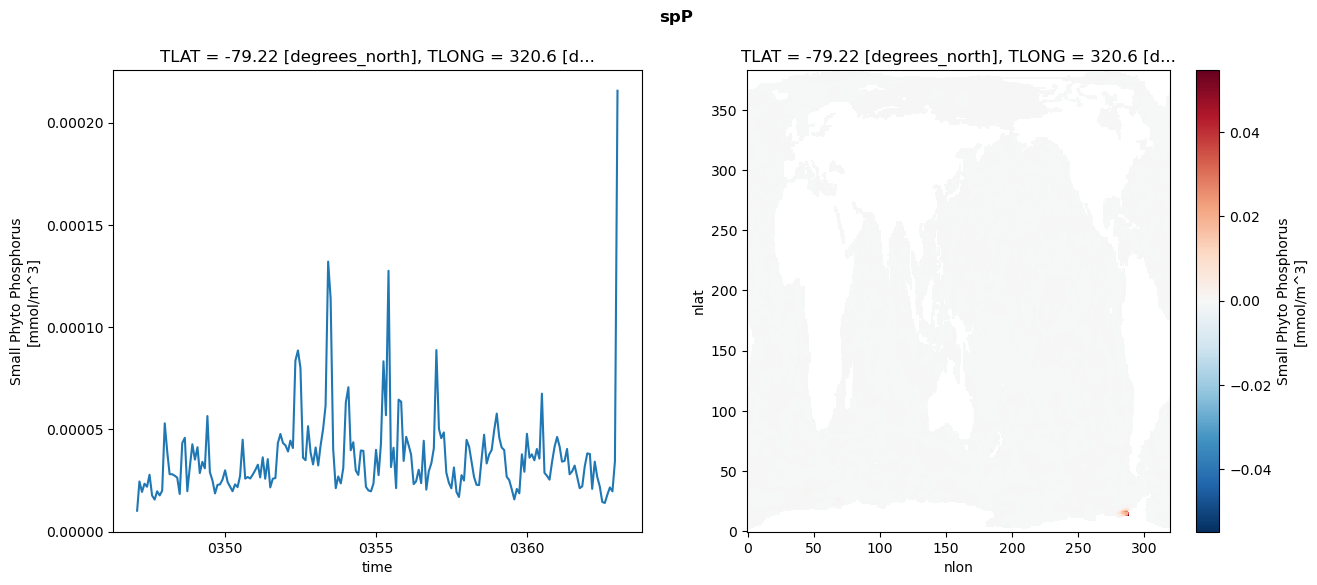 spP
TLAT = -79.22 [degrees_north], TLONG = 320.6 [d...
Small Phyto Phosphorus
[mmol/m^3]
0.00020
0.00015
0.00010
0.00005
0.00000
0350
0355
0360
time
TLAT = -79.22 [degrees_north], TLONG = 320.6 [d...
nlat
350
300
250
200
150
100
50
0
0
50
100
150
200
250
300
nlon
0.04
0.02
0.00
−0.02
−0.04
Small Phyto Phosphorus
[mmol/m^3]